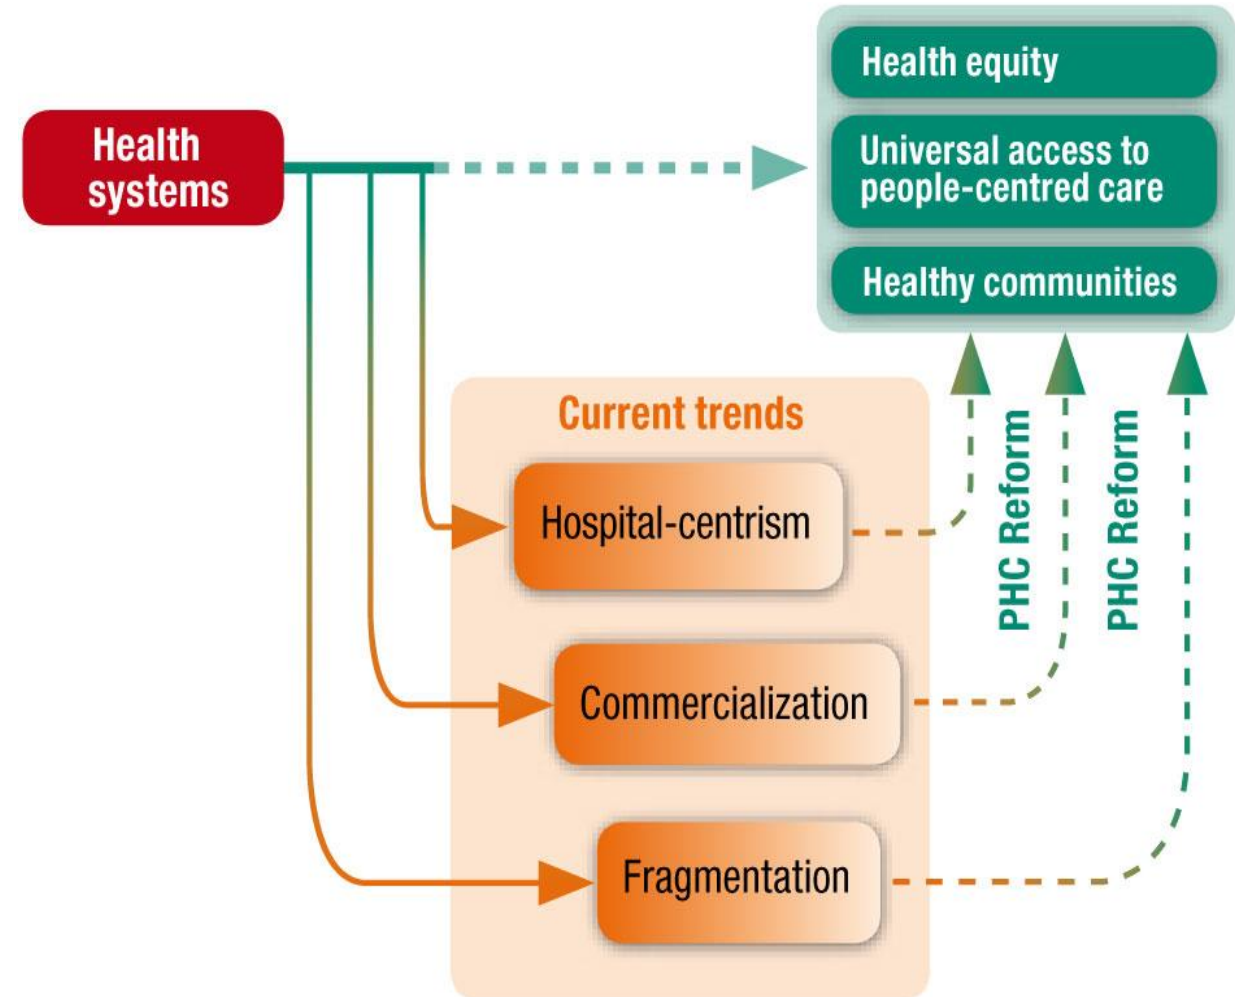 Health
systems
Health equity
Universal access to
people-centred care
Healthy communities
Current trends
Hospital-centrism
Commercialization
Fragmentation
PHC Reform
PHC Reform